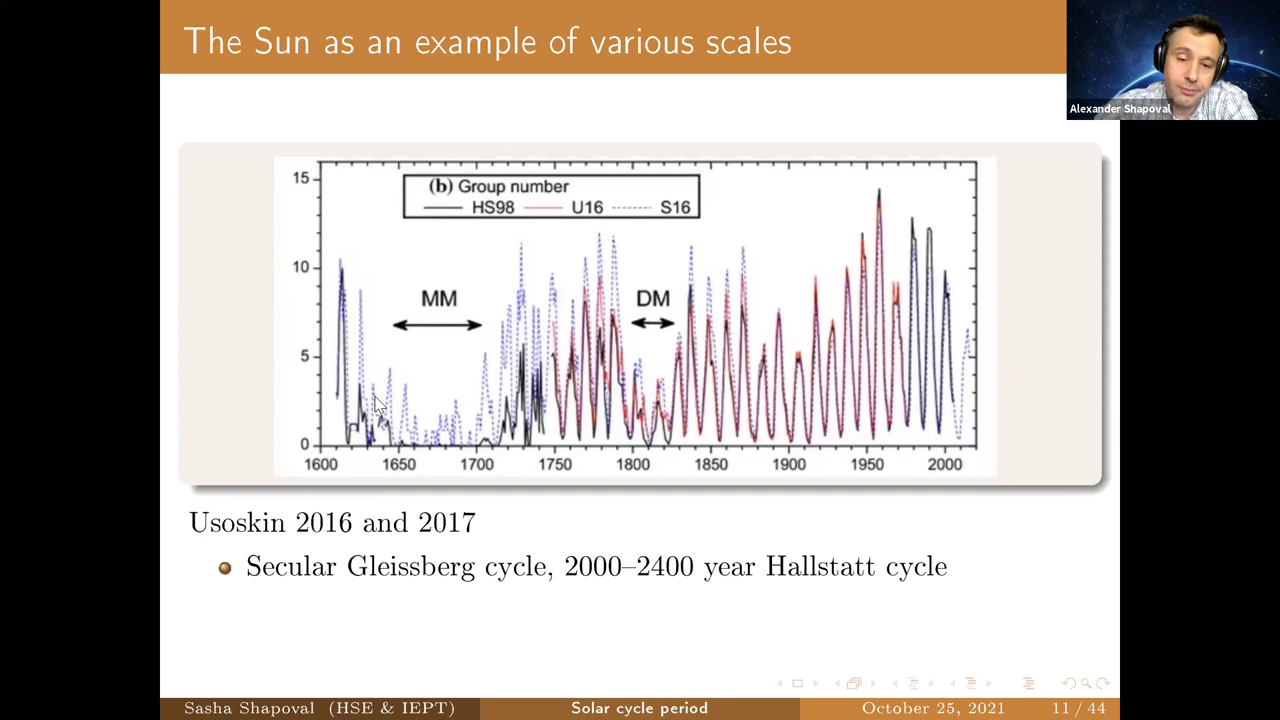 The Sun as an example of various scales
Alexander Shapoval
(b) Group number
HS98 U16 S16
15
10
5
0
MM
DM
1600 1650 1700 1750 1800 1850 1900 1950 2000
Usoskin 2016 and 2017
Secular Gleissberg cycle, 2000–2400 year Hallstatt cycle
Sasha Shapoval (HSE & IEPT) Solar cycle period October 25, 2021 11 / 44